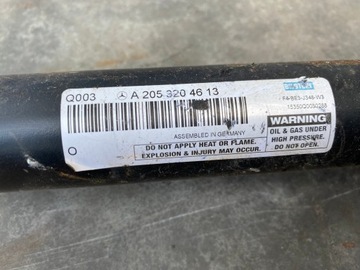 Q003 A 205 320 46 13
ASSEMBLED IN GERMANY
DO NOT APPLY HEAT OR FLAME.
EXPLOSION & INJURY MAY OCCUR.
WARNING
OIL & GAS UNDER
HIGH PRESSURE.
DO NOT OPEN.